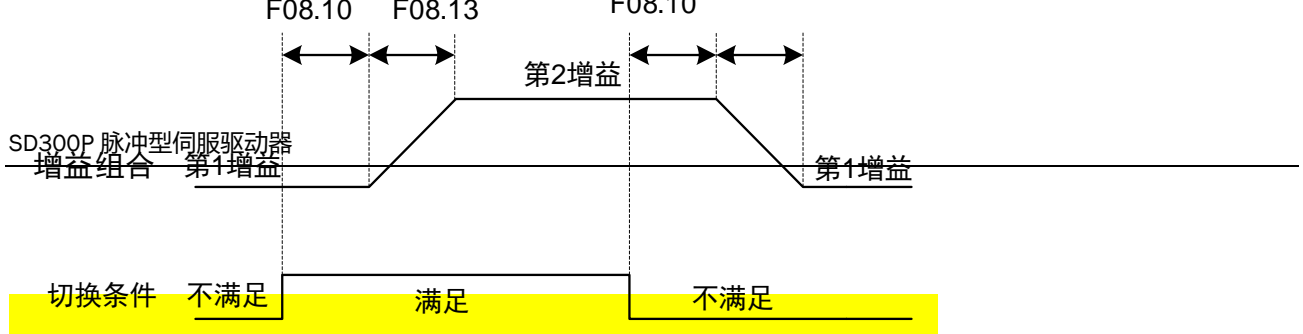 F08.10 F08.13 F08.10
第2增益
SD300P 脉冲型伺服驱动器
增益组合 第1增益 第1增益
切换条件 不满足 满足 不满足